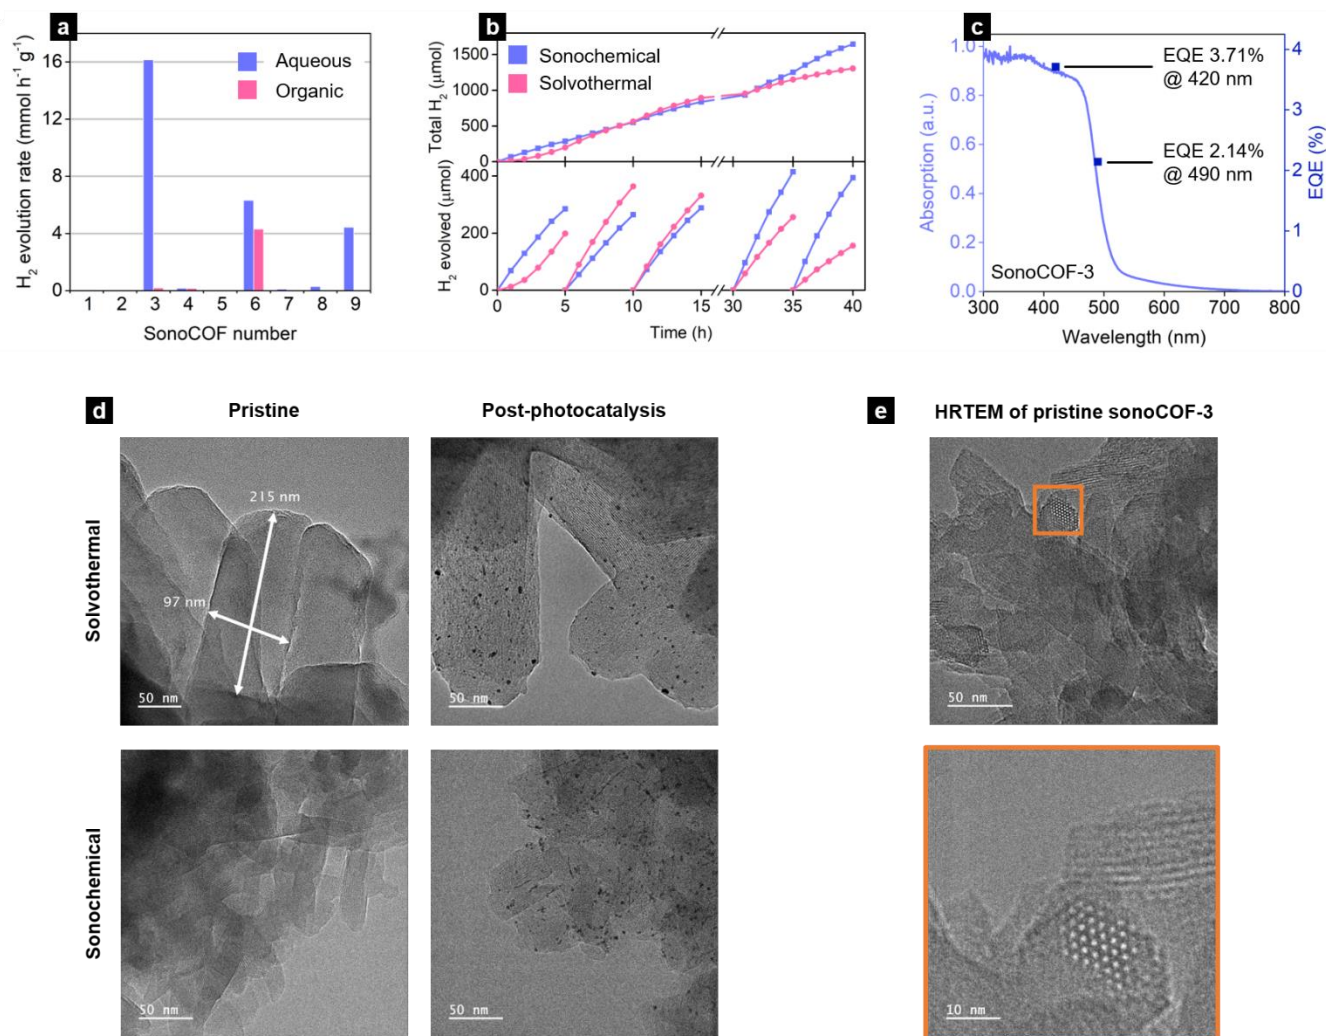 a
H2 evolution rate (mmol h-1 g-1)
16
12
8
4
0
Aqueous
Organic
1 2 3 4 5 6 7 8 9
SonoCOF number
b
Total H2 (μmol)
1500
1000
500
0
Sonochemical
Solvothermal
H2 evolved (μmol)
400
200
0
0 5 10 15 30 35 40
Time (h)
c
Absorption (a.u.)
1.0
0.8
0.6
0.4
0.2
0.0
EQE 3.71%
@ 420 nm
EQE 2.14%
@ 490 nm
SonoCOF-3
4
3
2
1
0
EQE (%)
300 400 500 600 700 800
Wavelength (nm)
d
Pristine
Post-photocatalysis
e
HRTEM of pristine sonoCOF-3
Solvothermal
215 nm
97 nm
50 nm
50 nm
50 nm
Sonochemical
50 nm
50 nm
10 nm